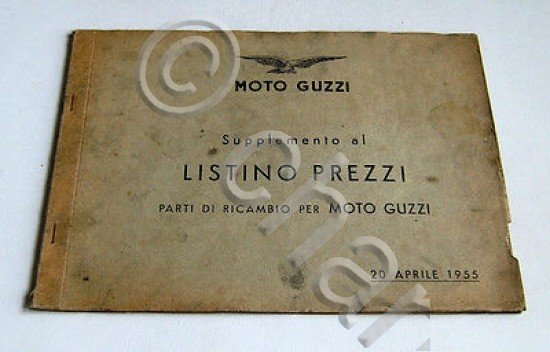 MOTO GUZZI
Supplemento al
LISTINO PREZZI
PARTI DI RICAMBIO PER MOTO GUZZI
20 APRILE 1955